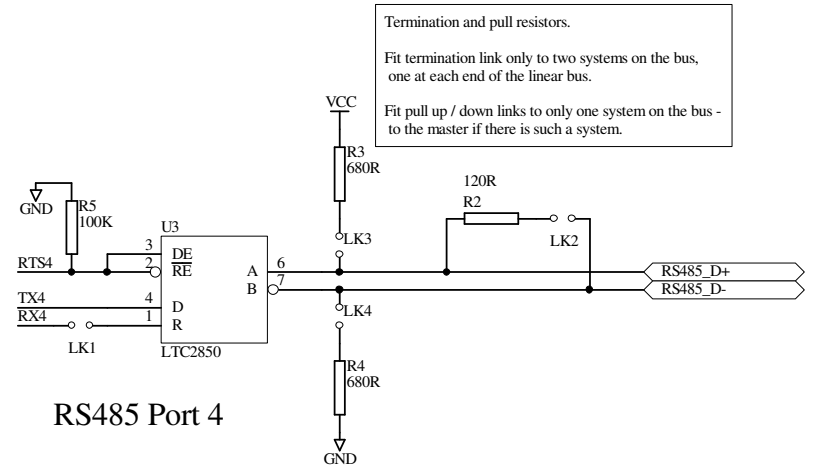 Termination and pull resistors.
Fit termination link only to two systems on the bus,
one at each end of the linear bus.
Fit pull up / down links to only one system on the bus -
to the master if there is such a system.
VCC
R3
680R
120R
R2
LK2
GND
R5
100K
U3
LK3
RTS4
3
DE
2
RE
A
6
RS485_D+
B
7
RS485_D-
TX4
4
D
RX4
1
R
LK1
LTC2850
LK4
R4
680R
GND
RS485 Port 4